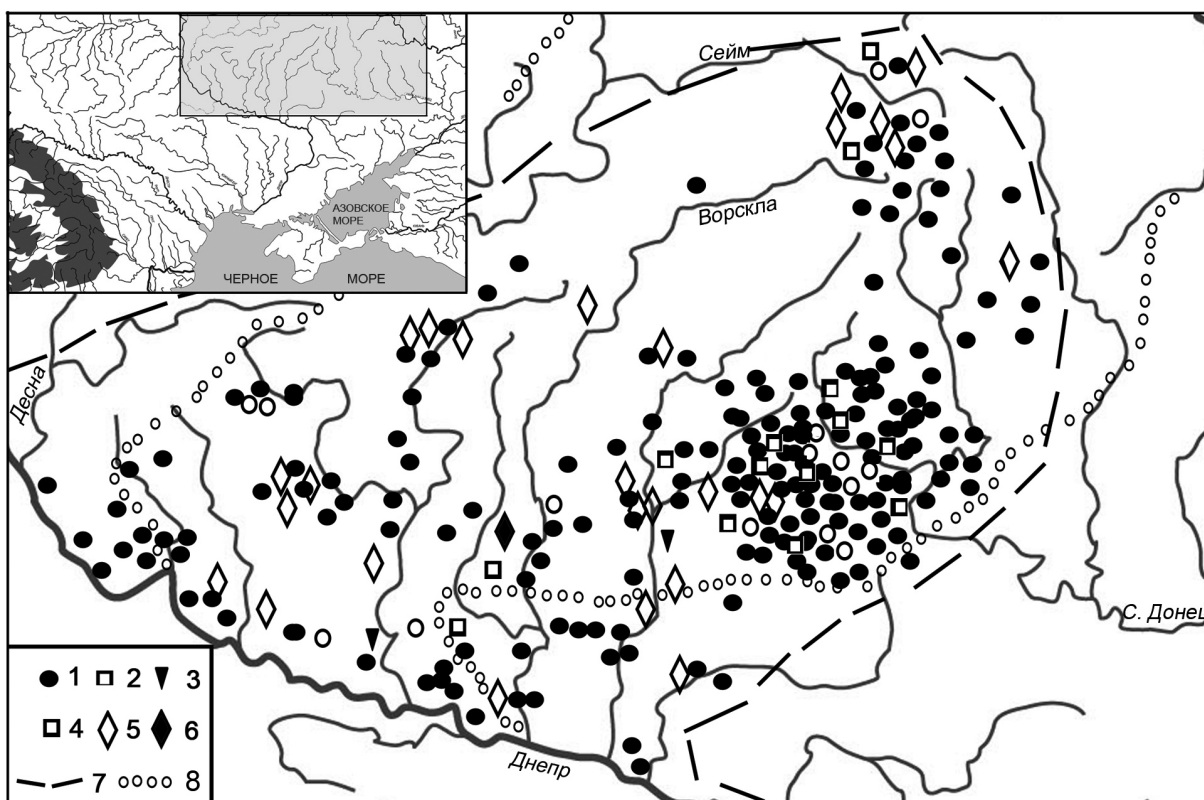 Сейм
АЗОВСКОЕ
МОРЕ
Ворскла
ЧЕРНОЕ МОРЕ
Десна
С. Донец
Днепр
1 2 3
4 5 6
7 8